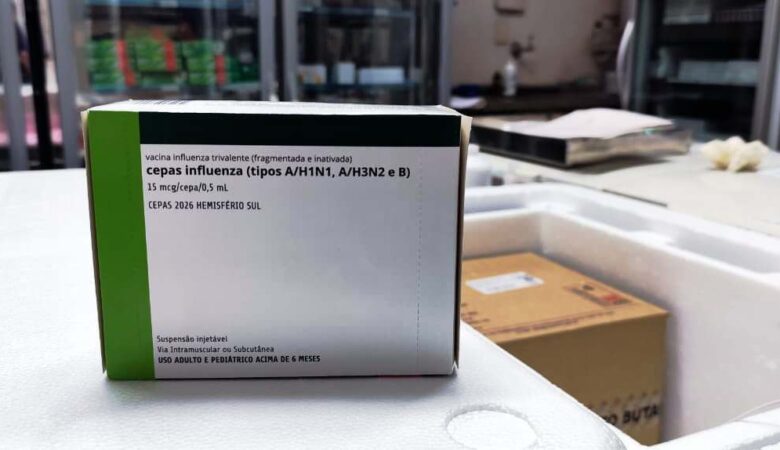 vacina influenza trivalente (fragmentada e inativada)
cepas influenza (tipos A/H1N1, A/H3N2 e B)
15 mcg/cepa/0,5 mL
CEPAS 2026 HEMISFÉRIO SUL
Suspensão injetável
Via Intramuscular ou Subcutânea
USO ADULTO E PEDIÁTRICO ACIMA DE 6 MESES
BUTA